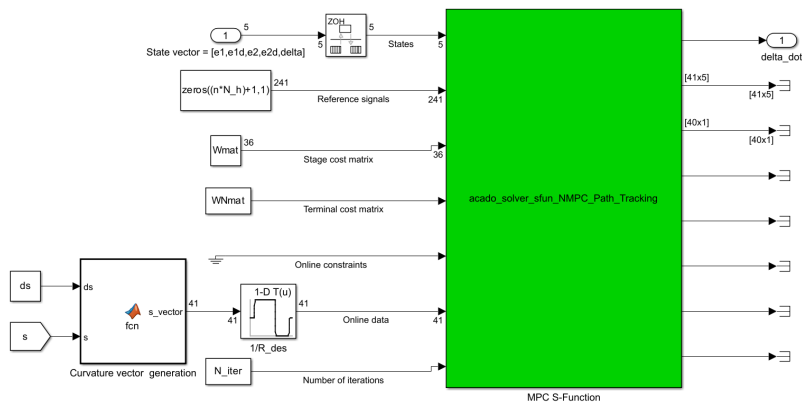 5
1
State vector = [e1,e1d,e2,e2d,delta]
5
ZOH
5
States
5
zeros((n*N_h)+1,1)
241
Reference signals
241
Wmat
36
Stage cost matrix
36
WNmat
Terminal cost matrix
Online constraints
ds
s
ds
s
fcn
s_vector
Curvature vector generation
41
41
1-D T(u)
1/R_des
41
Online data
41
N_iter
Number of iterations
acado_solver_sfun_NMPC_Path_Tracking
MPC S-Function
1
delta_dot
[41x5]
[41x5]
[40x1]
[40x1]